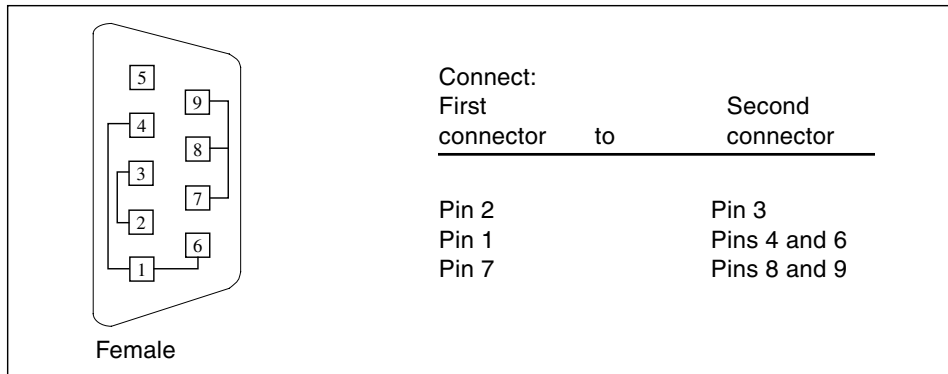 5
9
4
8
3
7
2
6
1
Female
Connect:
First Second
connector to connector
Pin 2 Pin 3
Pin 1 Pins 4 and 6
Pin 7 Pins 8 and 9